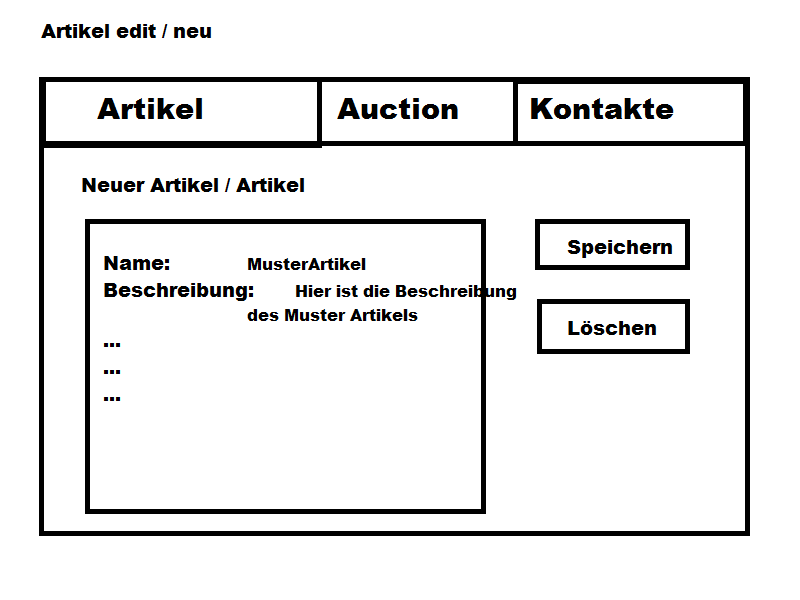 Artikel edit / neu
Artikel Auction Kontakte
Neuer Artikel / Artikel
Name: MusterArtikel
Beschreibung: Hier ist die Beschreibung
des Muster Artikels
...
...
...
Speichern
Löschen